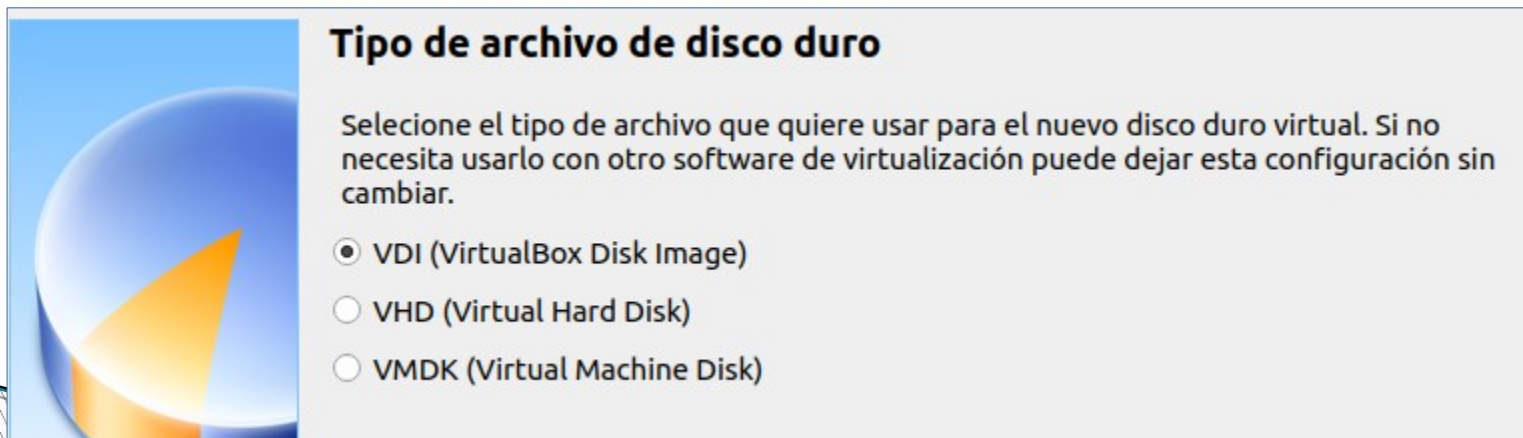 Tipo de archivo de disco duro
Selecione el tipo de archivo que quiere usar para el nuevo disco duro virtual. Si no
necesita usarlo con otro software de virtualización puede dejar esta configuración sin
cambiar.
VDI (VirtualBox Disk Image)
VHD (Virtual Hard Disk)
VMDK (Virtual Machine Disk)